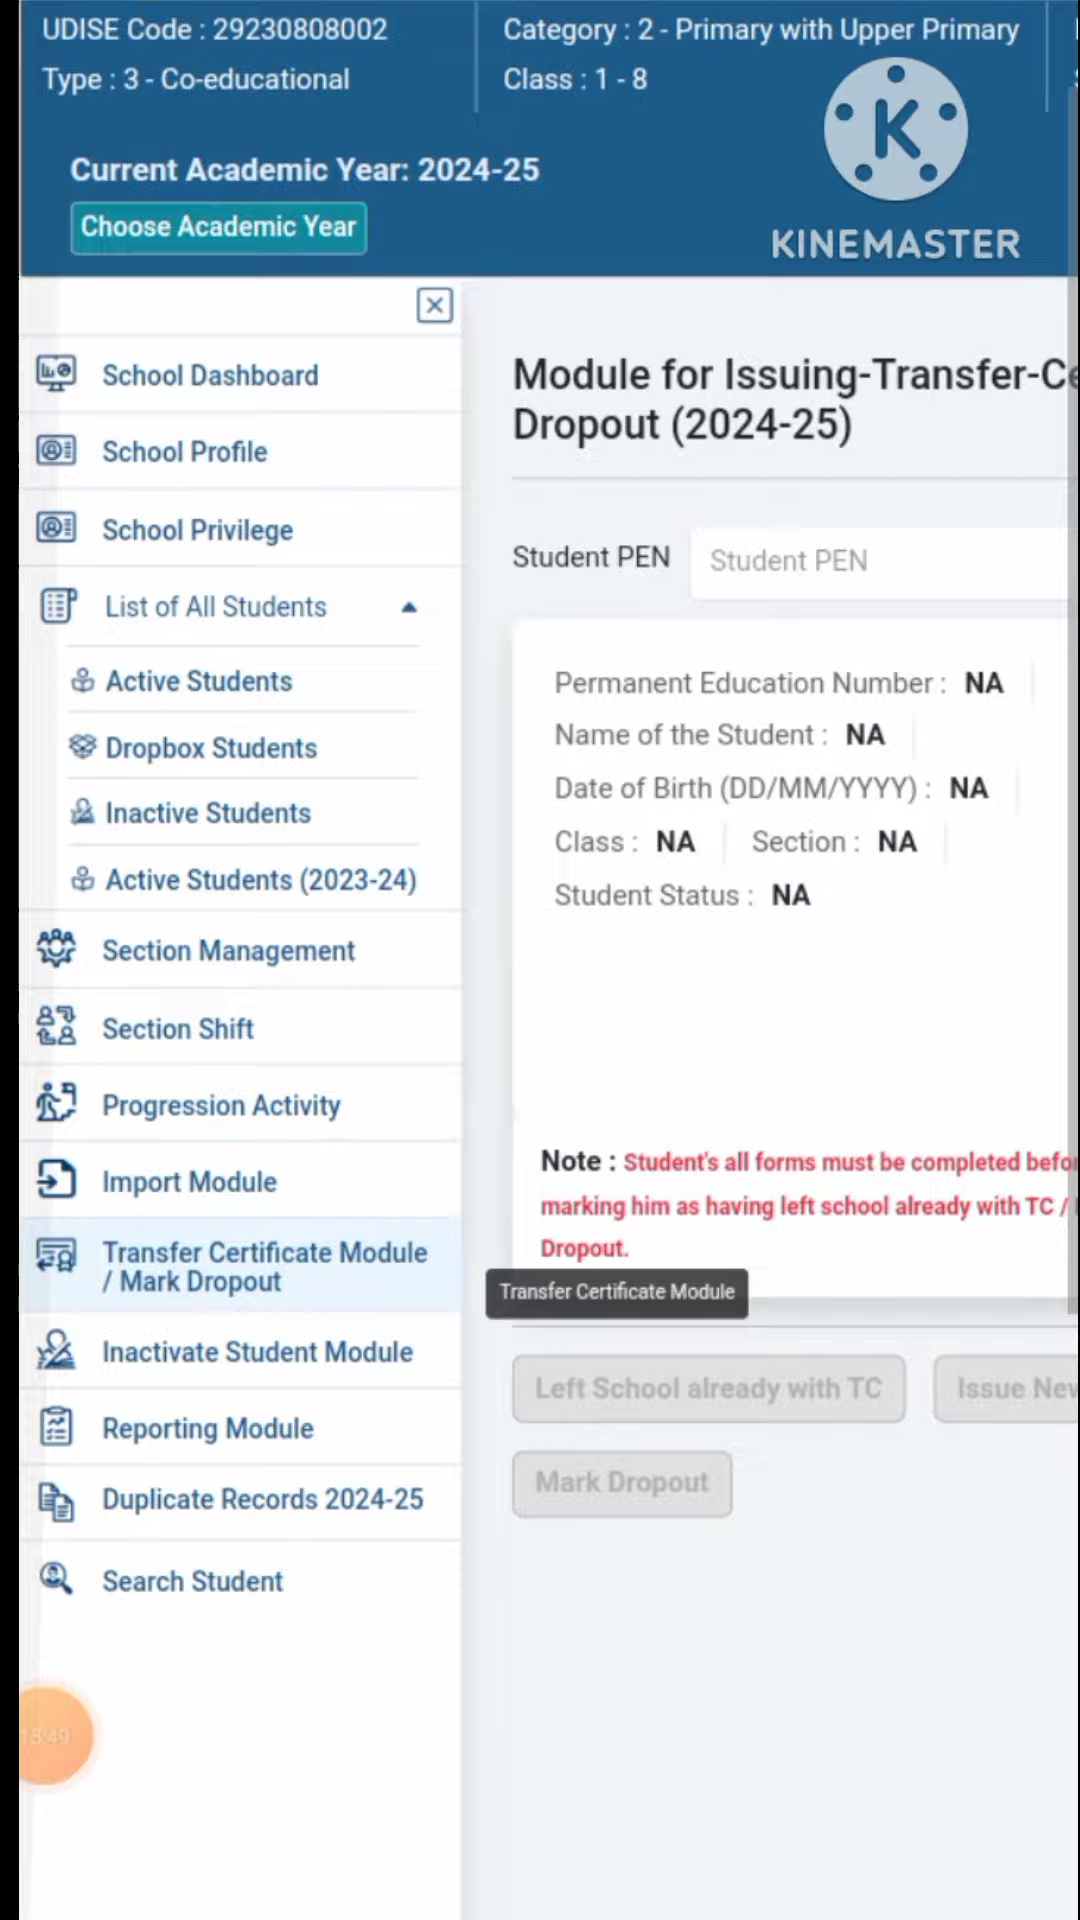 UDISE Code : 29230808002
Category : 2 - Primary with Upper Primary
Type : 3 - Co-educational
Class : 1 - 8
Current Academic Year: 2024-25
Choose Academic Year
KINEMASTER
School Dashboard
School Profile
School Privilege
List of All Students
Active Students
Dropbox Students
Inactive Students
Active Students (2023-24)
Section Management
Section Shift
Progression Activity
Import Module
Transfer Certificate Module
/ Mark Dropout
Inactivate Student Module
Reporting Module
Duplicate Records 2024-25
Search Student
15:49
Module for Issuing-Transfer-Ce
Dropout (2024-25)
Student PEN
Student PEN
Permanent Education Number : NA
Name of the Student : NA
Date of Birth (DD/MM/YYYY) : NA
Class : NA Section : NA
Student Status : NA
Note : Student's all forms must be completed befo
marking him as having left school already with TC /
Dropout.
Transfer Certificate Module
Left School already with TC
Issue New
Mark Dropout